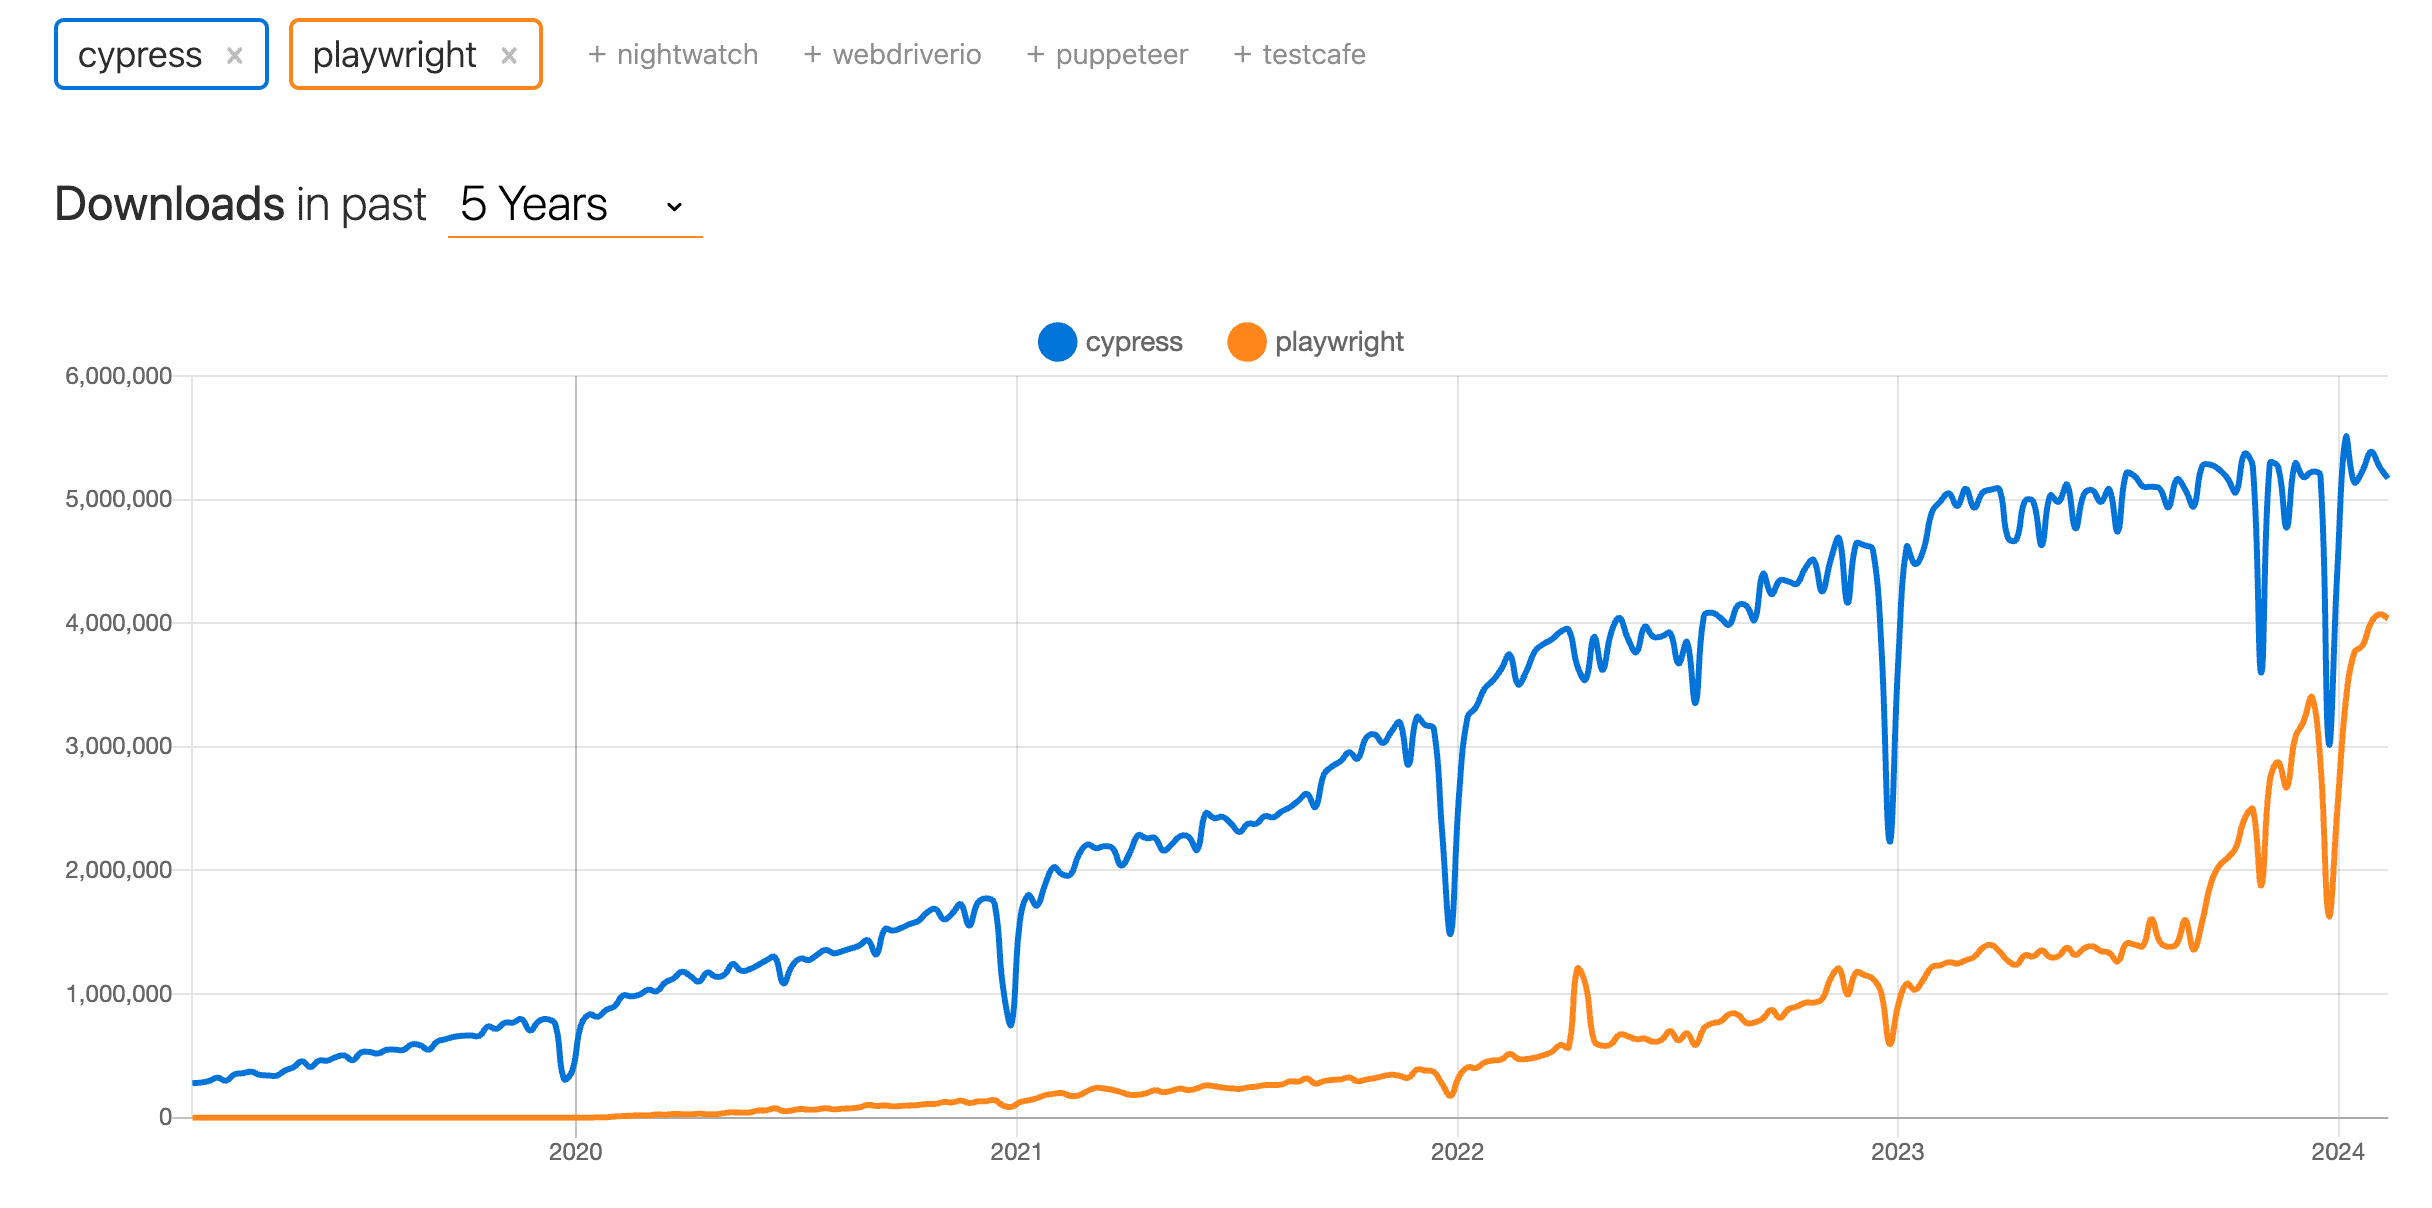 cypress × playwright × + nightwatch + webdriverio + puppeteer + testcafe
Downloads in past 5 Years
cypress playwright
6,000,000
5,000,000
4,000,000
3,000,000
2,000,000
1,000,000
0
2020 2021 2022 2023 2024